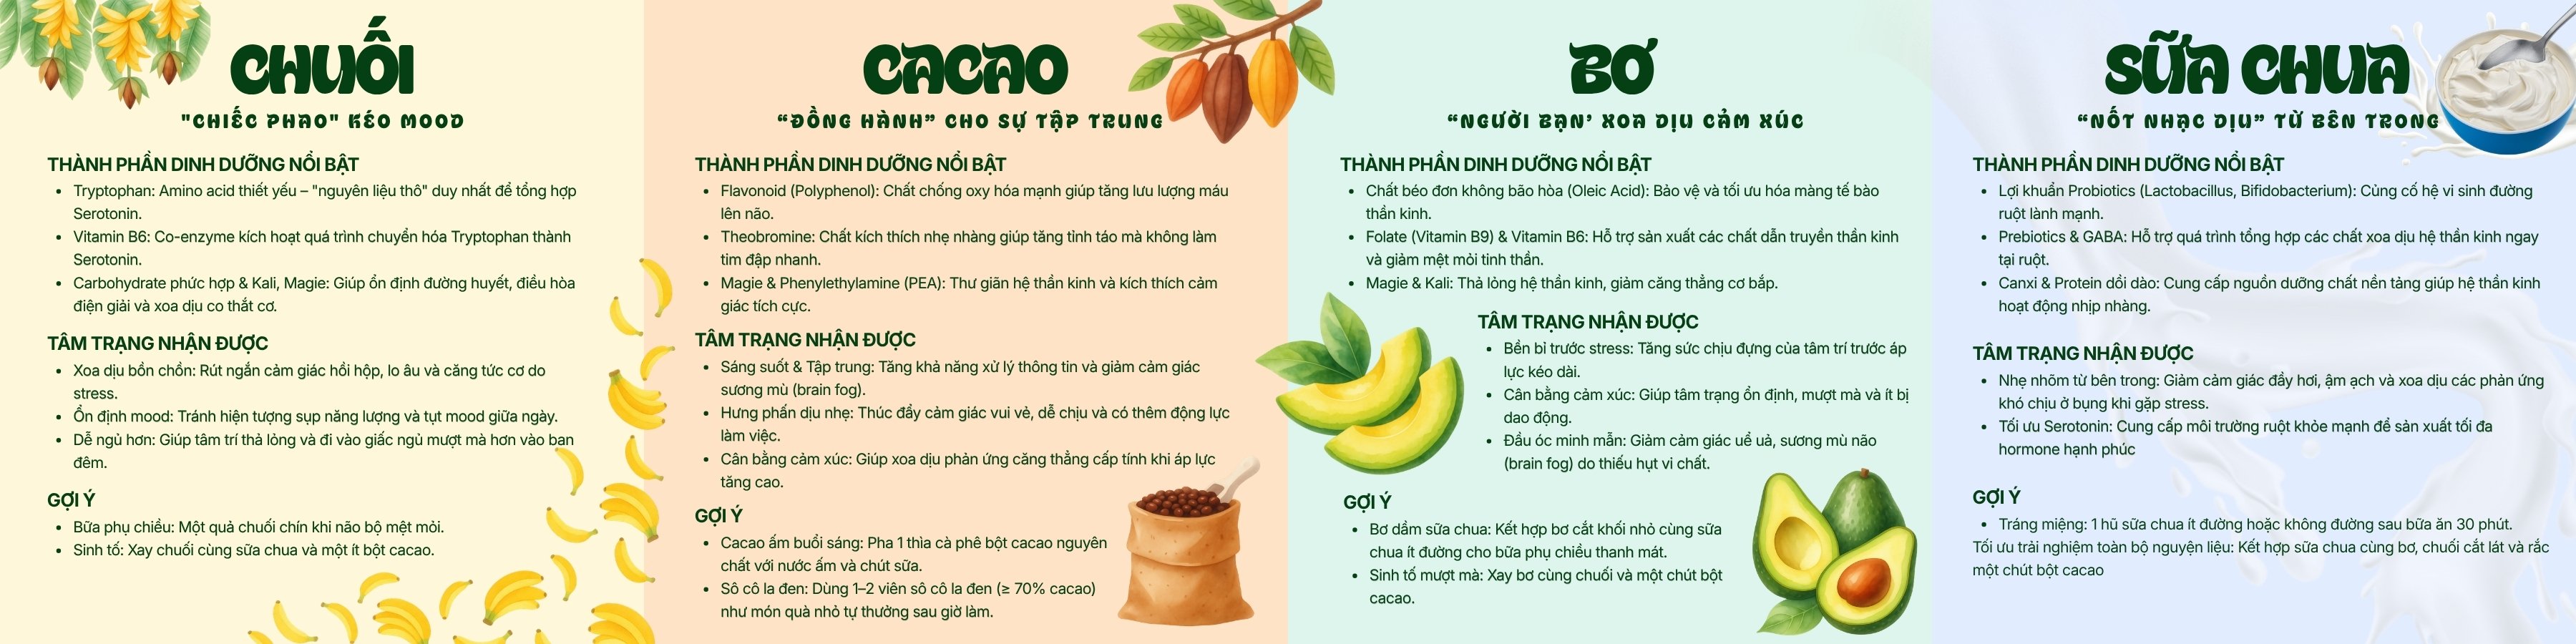 CHUỐI
"CHIẾC PHAO" KÉO MOOD
THÀNH PHẦN DINH DƯỠNG NỔI BẬT
• Tryptophan: Amino acid thiết yếu – "nguyên liệu thô" duy nhất để tổng hợp
Serotonin.
• Vitamin B6: Co-enzyme kích hoạt quá trình chuyển hóa Tryptophan thành
Serotonin.
• Carbohydrate phức hợp & Kali, Magie: Giúp ổn định đường huyết, điều hòa
điện giải và xoa dịu co thắt cơ.
TÂM TRẠNG NHẬN ĐƯỢC
• Xoa dịu bồn chồn: Rút ngắn cảm giác hồi hộp, lo âu và căng tức cơ do
stress.
• Ổn định mood: Tránh hiện tượng sụp năng lượng và tụt mood giữa ngày.
• Dễ ngủ hơn: Giúp tâm trí thả lỏng và đi vào giấc ngủ mượt mà hơn vào ban
đêm.
GỢI Ý
• Bữa phụ chiều: Một quả chuối chín khi não bộ mệt mỏi.
• Sinh tố: Xay chuối cùng sữa chua và một ít bột cacao.
CACAO
“ĐỒNG HÀNH” CHO SỰ TẬP TRUNG
THÀNH PHẦN DINH DƯỠNG NỔI BẬT
• Flavonoid (Polyphenol): Chất chống oxy hóa mạnh giúp tăng lưu lượng máu
lên não.
• Theobromine: Chất kích thích nhẹ nhàng giúp tăng tỉnh táo mà không làm
tim đập nhanh.
• Magie & Phenylethylamine (PEA): Thư giãn hệ thần kinh và kích thích cảm
giác tích cực.
TÂM TRẠNG NHẬN ĐƯỢC
• Sáng suốt & Tập trung: Tăng khả năng xử lý thông tin và giảm cảm giác
sương mù (brain fog).
• Hưng phấn dịu nhẹ: Thúc đẩy cảm giác vui vẻ, dễ chịu và có thêm động lực
làm việc.
• Cân bằng cảm xúc: Giúp xoa dịu phản ứng căng thẳng cấp tính khi áp lực
tăng cao.
GỢI Ý
• Cacao ấm buổi sáng: Pha 1 thìa cà phê bột cacao nguyên
chất với nước ấm và chút sữa.
• Sô cô la đen: Dùng 1–2 viên sô cô la đen (≥ 70% cacao)
như món quà nhỏ tự thưởng sau giờ làm.
BƠ
“NGƯỜI BẠN’ XOA DỊU CẢM XÚC
THÀNH PHẦN DINH DƯỠNG NỔI BẬT
• Chất béo đơn không bão hòa (Oleic Acid): Bảo vệ và tối ưu hóa màng tế bào
thần kinh.
• Folate (Vitamin B9) & Vitamin B6: Hỗ trợ sản xuất các chất dẫn truyền thần kinh
và giảm mệt mỏi tinh thần.
• Magie & Kali: Thả lỏng hệ thần kinh, giảm căng thẳng cơ bắp.
TÂM TRẠNG NHẬN ĐƯỢC
• Bền bỉ trước stress: Tăng sức chịu đựng của tâm trí trước áp
lực kéo dài.
• Cân bằng cảm xúc: Giúp tâm trạng ổn định, mượt mà và ít bị
dao động.
• Đầu óc minh mẫn: Giảm cảm giác uể oải, sương mù não
(brain fog) do thiếu hụt vi chất.
GỢI Ý
• Bơ dầm sữa chua: Kết hợp bơ cắt khối nhỏ cùng sữa
chua ít đường cho bữa phụ chiều thanh mát.
• Sinh tố mượt mà: Xay bơ cùng chuối và một chút bột
cacao.
SỮA CHUA
“NỐT NHẠC DỊU” TỪ BÊN TRONG
THÀNH PHẦN DINH DƯỠNG NỔI BẬT
• Lợi khuẩn Probiotics (Lactobacillus, Bifidobacterium): Củng cố hệ vi sinh đường
ruột lành mạnh.
• Prebiotics & GABA: Hỗ trợ quá trình tổng hợp các chất xoa dịu hệ thần kinh ngay
tại ruột.
• Canxi & Protein dồi dào: Cung cấp nguồn dưỡng chất nền tảng giúp hệ thần kinh
hoạt động nhịp nhàng.
TÂM TRẠNG NHẬN ĐƯỢC
• Nhẹ nhõm từ bên trong: Giảm cảm giác đầy hơi, ậm ạch và xoa dịu các phản ứng
khó chịu ở bụng khi gặp stress.
• Tối ưu Serotonin: Cung cấp môi trường ruột khỏe mạnh để sản xuất tối đa
hormone hạnh phúc
GỢI Ý
• Tráng miệng: 1 hũ sữa chua ít đường hoặc không đường sau bữa ăn 30 phút.
Tối ưu trải nghiệm toàn bộ nguyện liệu: Kết hợp sữa chua cùng bơ, chuối cắt lát và rắc
một chút bột cacao